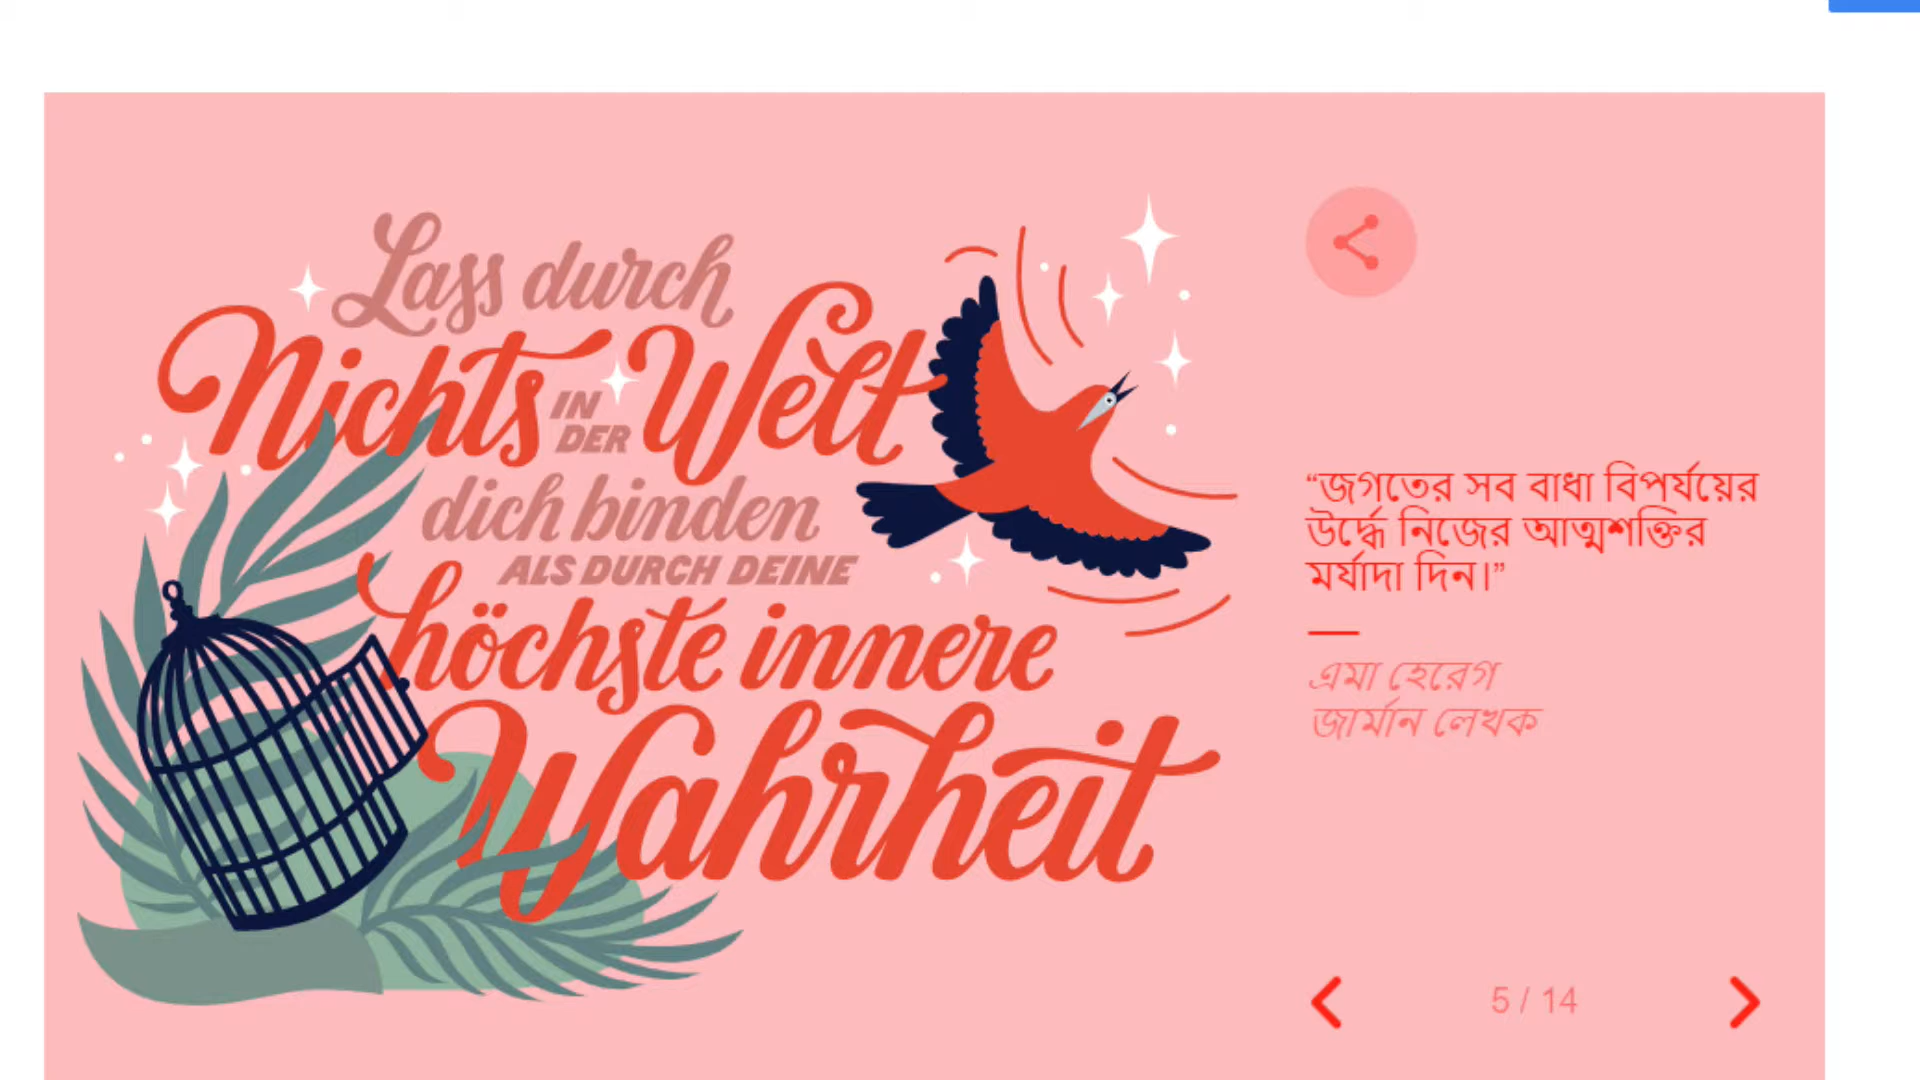 Lass durch
Nichts IN DER Welt
dich binden
ALS DURCH DEINE
höchste innere
Wahrheit
“জগতের সব বাধা বিপর্যয়ের
উর্দ্ধে নিজের আত্মশক্তির
মর্যাদা দিন।”
এমা হেরেগ
জার্মান লেখক
5 / 14